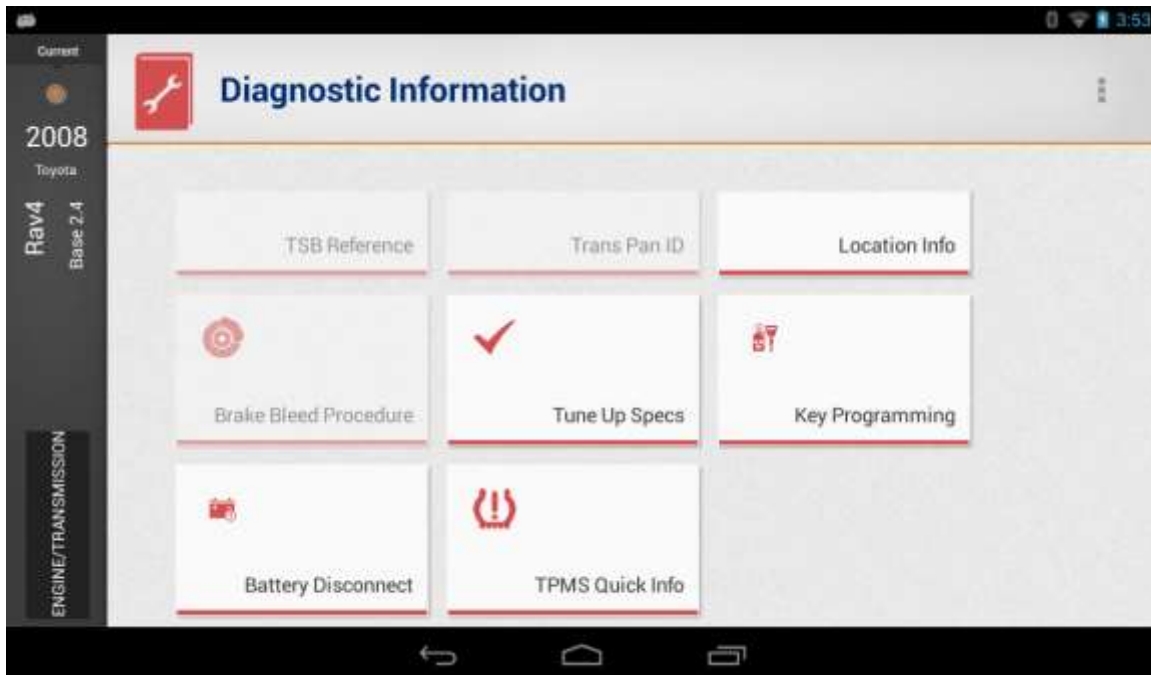 3:53
Current
2008
Toyota
Rav4
Base 2.4
ENGINE/TRANSMISSION
Diagnostic Information
TSB Reference
Trans Pan ID
Location Info
Brake Bleed Procedure
Tune Up Specs
Key Programming
Battery Disconnect
TPMS Quick Info